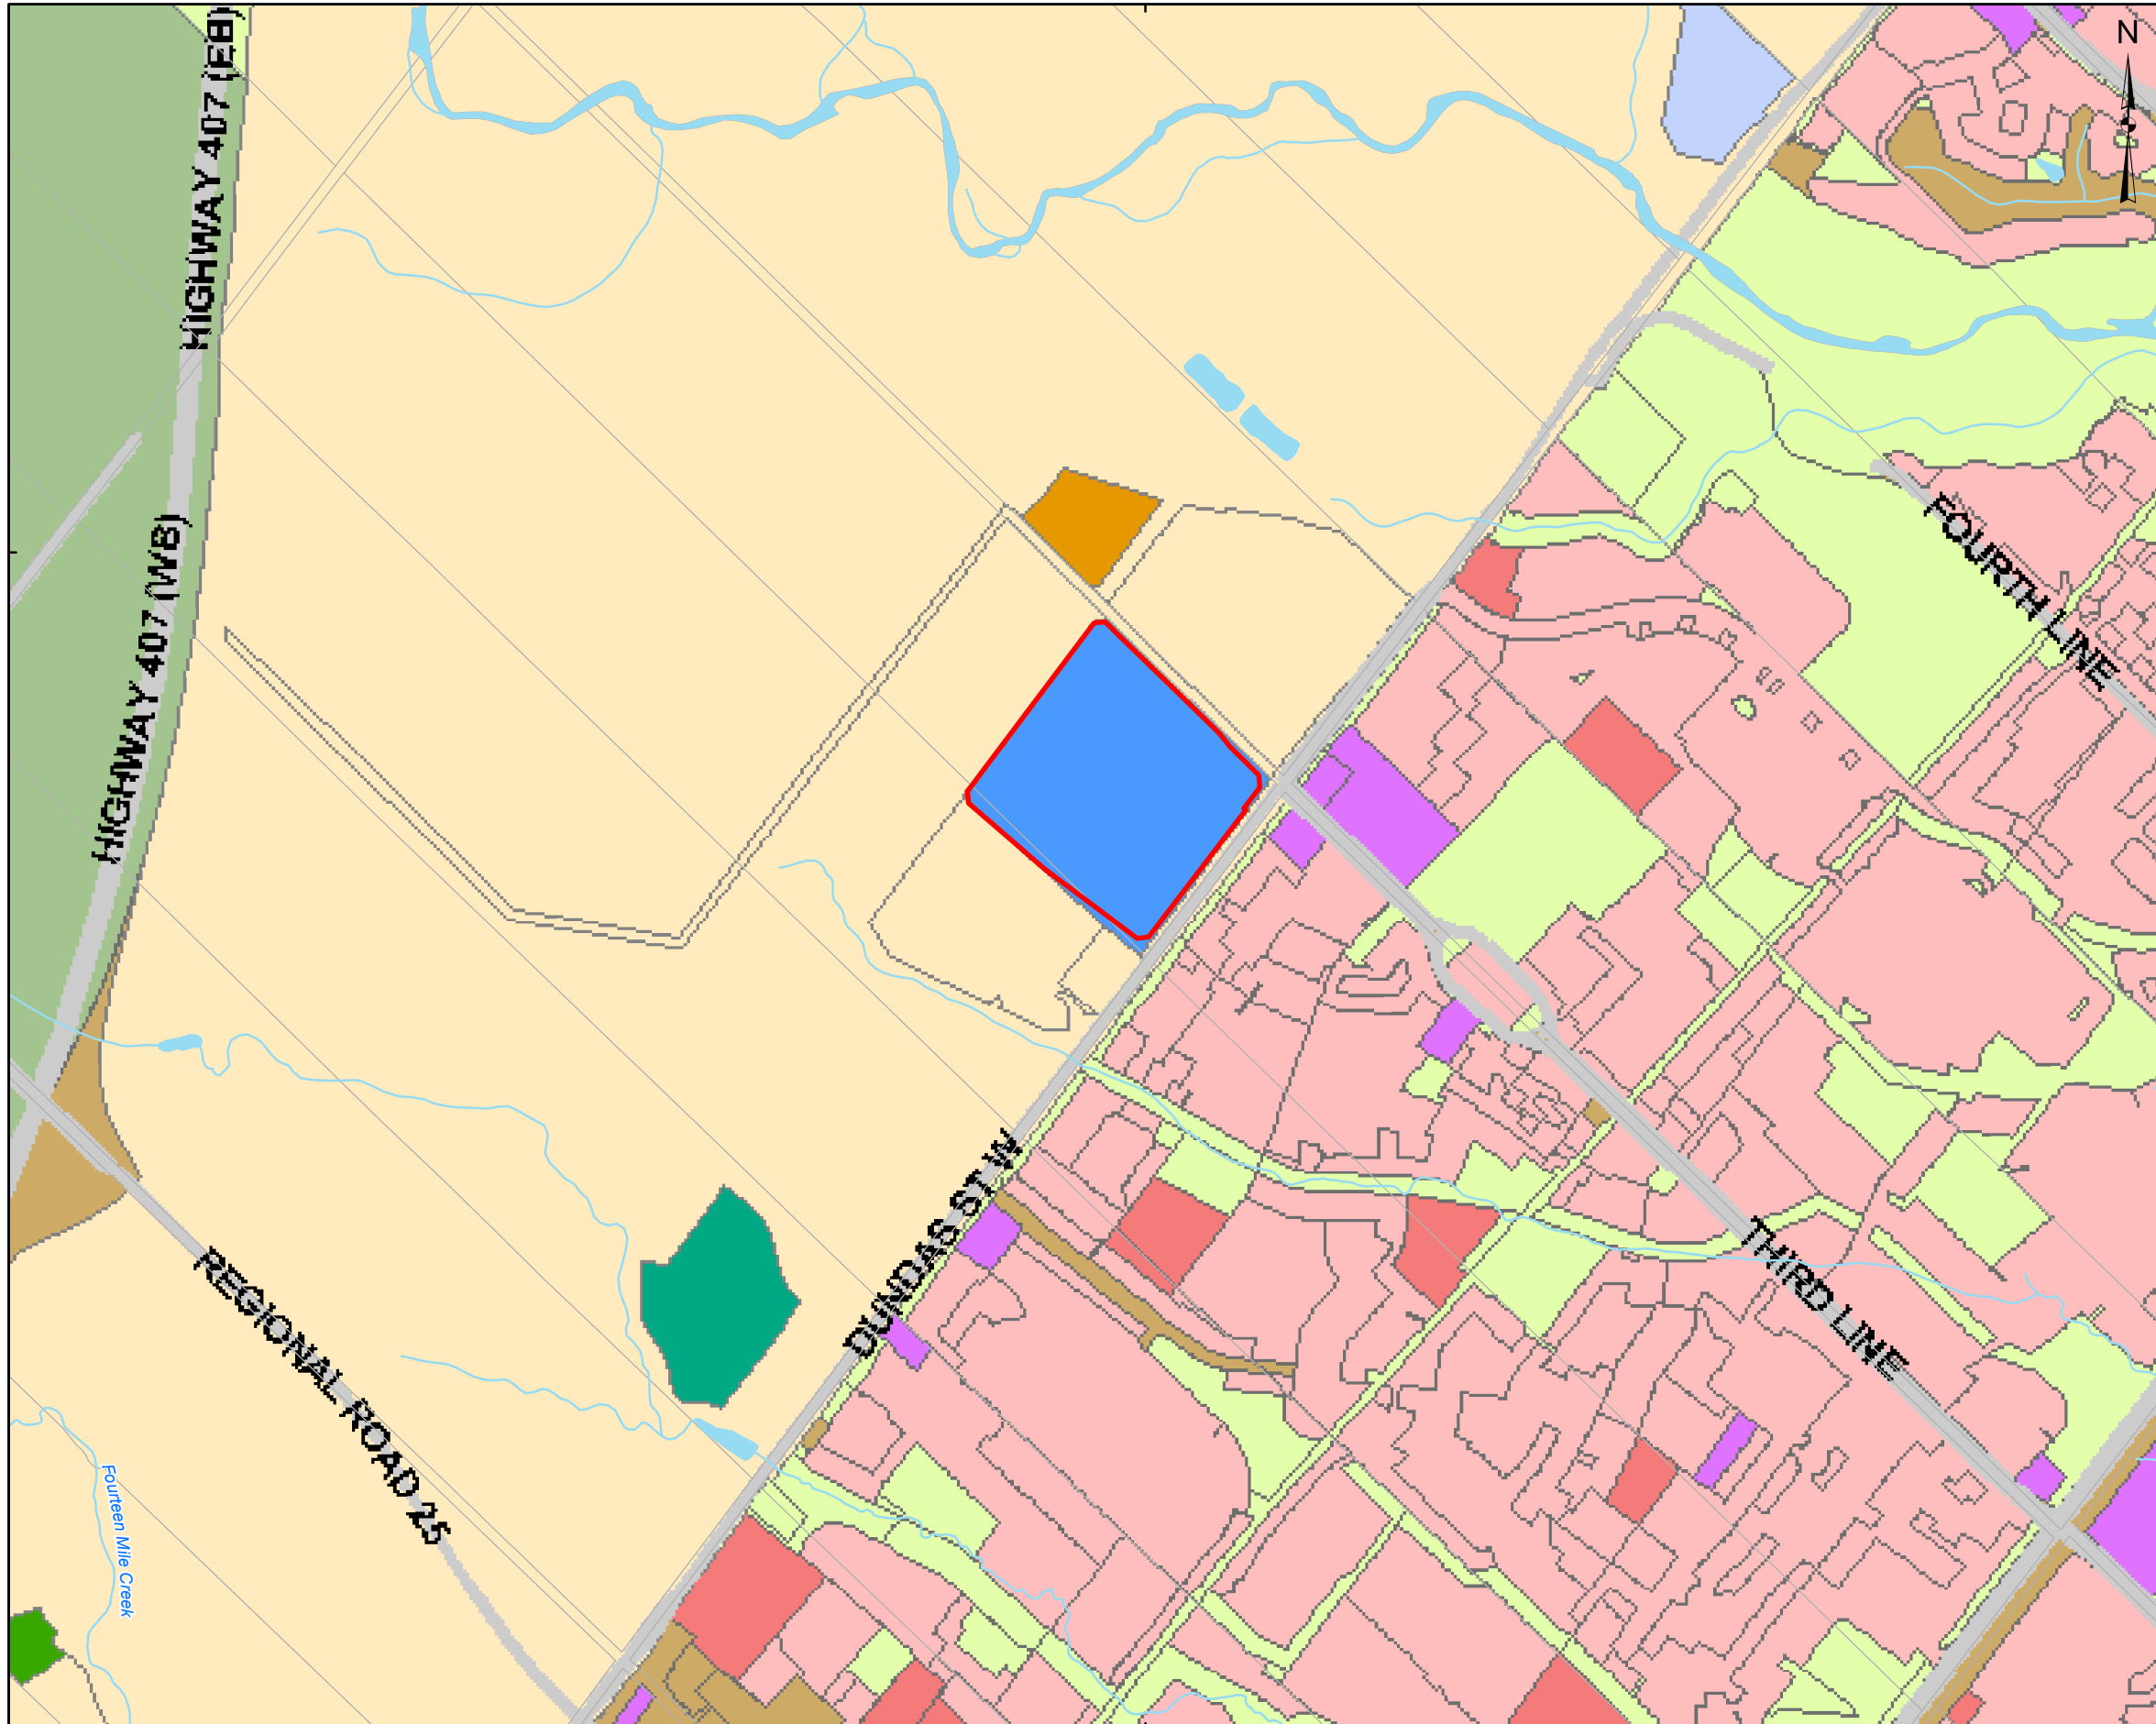 N
HIGHWAY 407 (EB)
HIGHWAY 407 (WB)
FOURTH LINE
DUNDAS ST W
THIRD LINE
REGIONAL ROAD 25
Fourteen Mile Creek